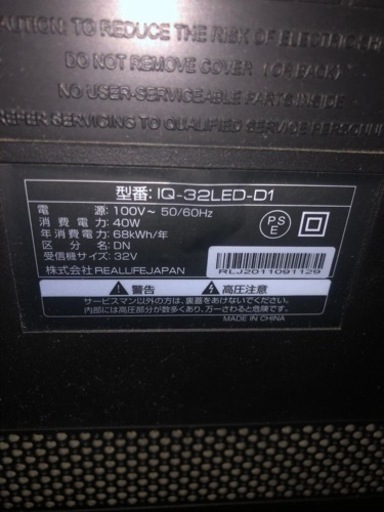 CAUTION: TO REDUCE THE RISK OF ELECTRIC
DO NOT REMOVE COVER (OR BACK)
NO USER-SERVICEABLE PARTS INSIDE
REFER SERVICING TO QUALIFIED SERVICE PERSONNEL
型番: IQ-32LED-D1
電 源: 100V～ 50/60Hz
消費電力: 40W
年消費電力: 68kWh/年
区 分 名: DN
受信機サイズ: 32V
株式会社 REALLIFEJAPAN
PS
E
RLJ2011091129
警告 高圧注意
サービスマン以外の方は、裏蓋をあけないでください。
内部には高圧部分が数多くあり、万一さわると危険です。
MADE IN CHINA